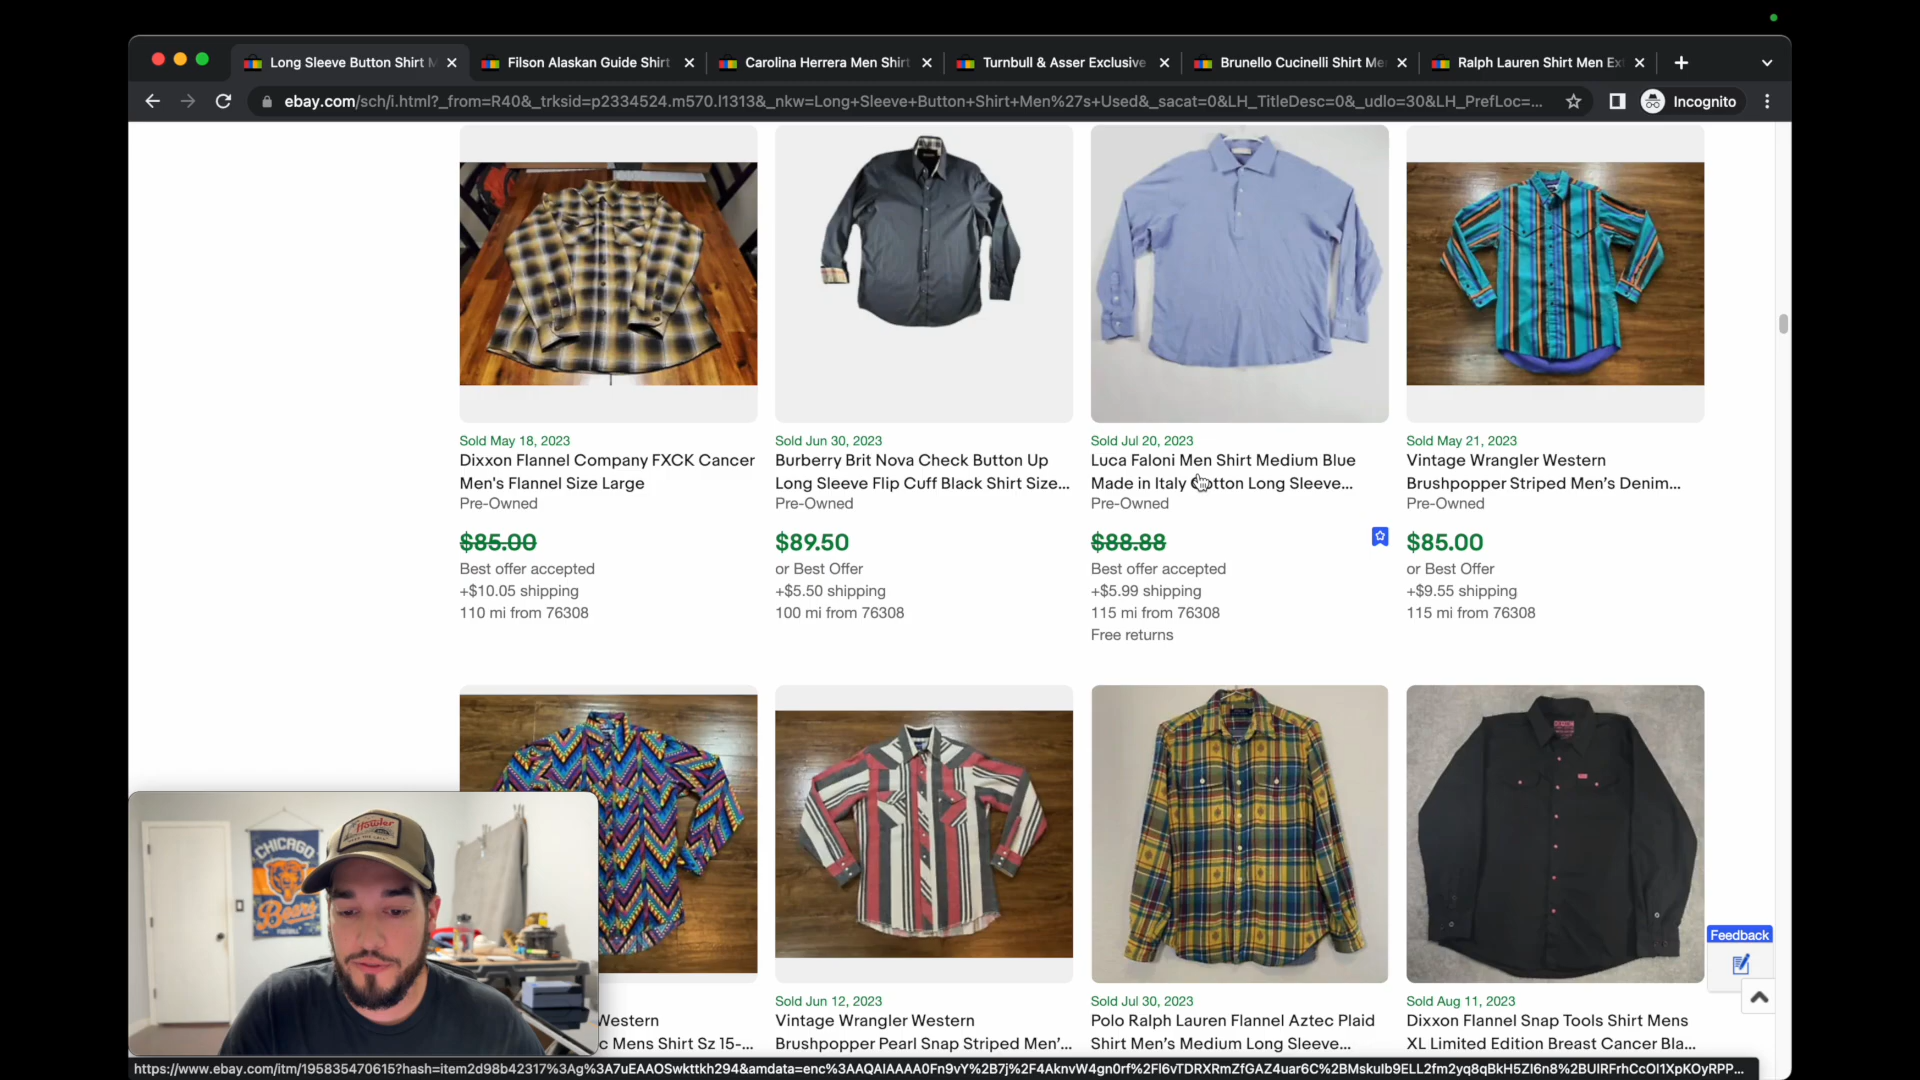 Long Sleeve Button Shirt M
Filson Alaskan Guide Shirt
Carolina Herrera Men Shirt
Turnbull & Asser Exclusive
Brunello Cucinelli Shirt Me
Ralph Lauren Shirt Men Ex
ebay.com/sch/i.html?_from=R40&_trksid=p2334524.m570.l1313&_nkw=Long+Sleeve+Button+Shirt+Men%27s+Used&_sacat=0&LH_TitleDesc=0&_udlo=30&LH_PrefLoc=...
Incognito
Sold May 18, 2023
Dixxon Flannel Company FXCK Cancer
Men's Flannel Size Large
Pre-Owned
$85.00
Best offer accepted
+$10.05 shipping
110 mi from 76308
Sold Jun 30, 2023
Burberry Brit Nova Check Button Up
Long Sleeve Flip Cuff Black Shirt Size...
Pre-Owned
$89.50
or Best Offer
+$5.50 shipping
100 mi from 76308
Sold Jul 20, 2023
Luca Faloni Men Shirt Medium Blue
Made in Italy Cotton Long Sleeve...
Pre-Owned
$88.88
Best offer accepted
+$5.99 shipping
115 mi from 76308
Free returns
Sold May 21, 2023
Vintage Wrangler Western
Brushpopper Striped Men’s Denim...
Pre-Owned
$85.00
or Best Offer
+$9.55 shipping
115 mi from 76308
CHICAGO
Bears
Howler
Western
c Mens Shirt Sz 15-...
Sold Jun 12, 2023
Vintage Wrangler Western
Brushpopper Pearl Snap Striped Men’...
Sold Jul 30, 2023
Polo Ralph Lauren Flannel Aztec Plaid
Shirt Men’s Medium Long Sleeve...
Sold Aug 11, 2023
Dixxon Flannel Snap Tools Shirt Mens
XL Limited Edition Breast Cancer Bla...
Feedback